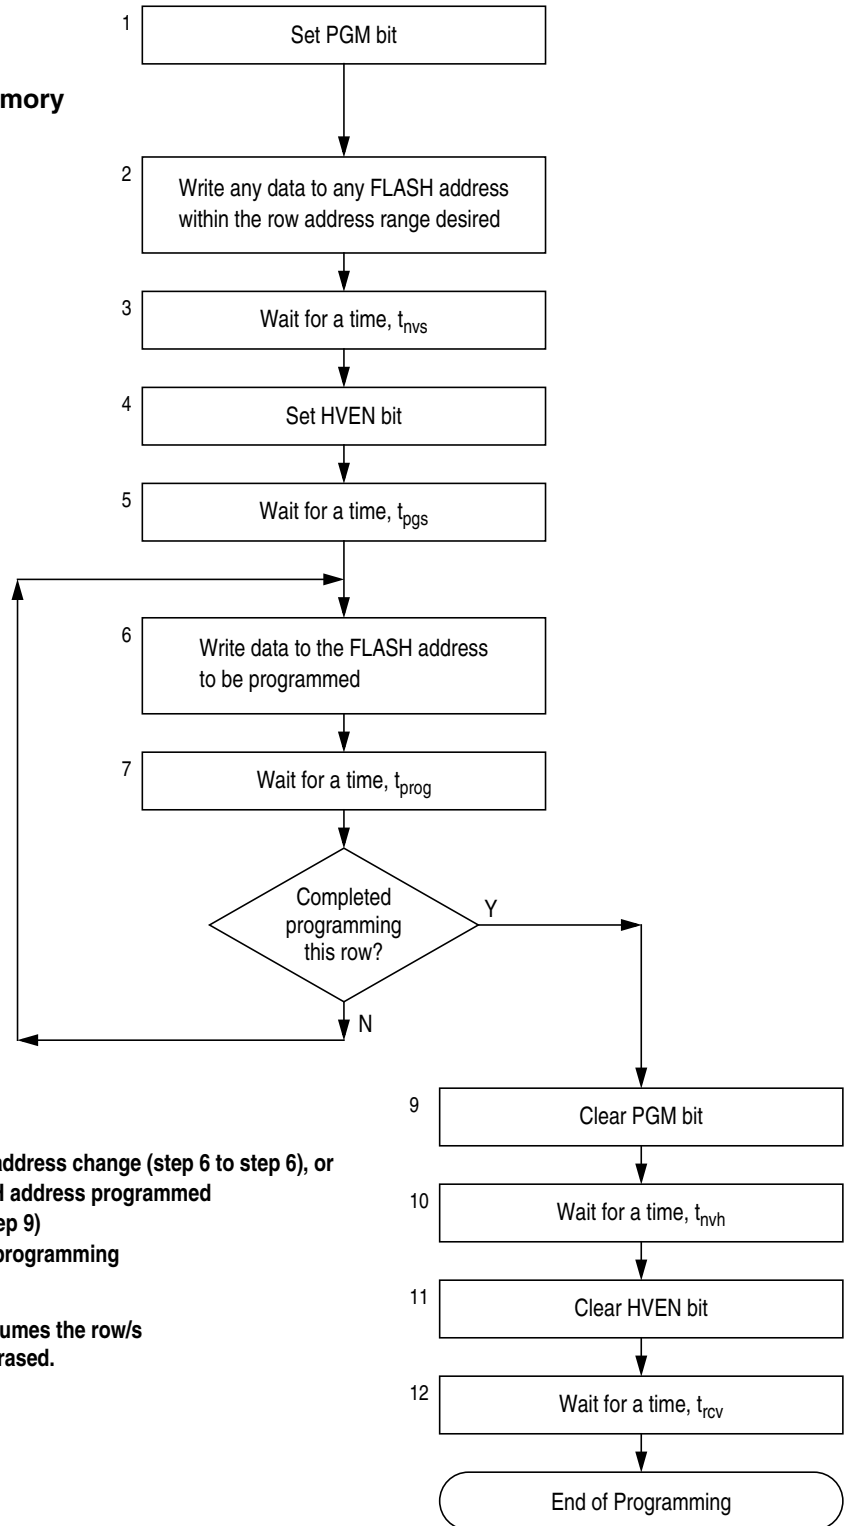 1
Set PGM bit
2
Write any data to any FLASH address
within the row address range desired
3
Wait for a time, tnvs
4
Set HVEN bit
5
Wait for a time, tpgs
6
Write data to the FLASH address
to be programmed
7
Wait for a time, tprog
Completed
programming
this row?
Y
N
9
Clear PGM bit
address change (step 6 to step 6), or
address programmed
9)
programming
10
Wait for a time, tnvh
11
Clear HVEN bit
the row/s
12
Wait for a time, trcv
End of Programming